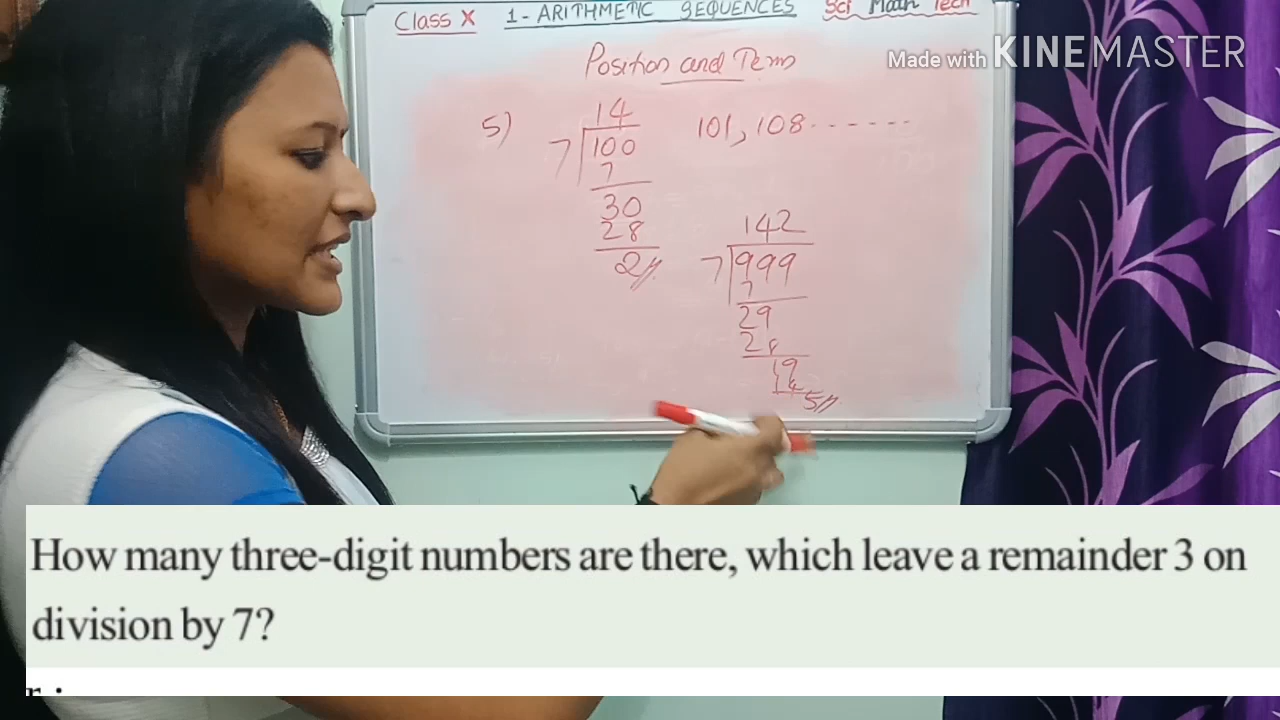 Class X 1 - ARITHMETIC SEQUENCES Sci Math Tech
Made with KINEMASTER
Position and Term
5)
14
7 100
7
30
28
2
101, 108 - - - - - -
142
7 999
7
29
28
19
14
5
How many three-digit numbers are there, which leave a remainder 3 on
division by 7?